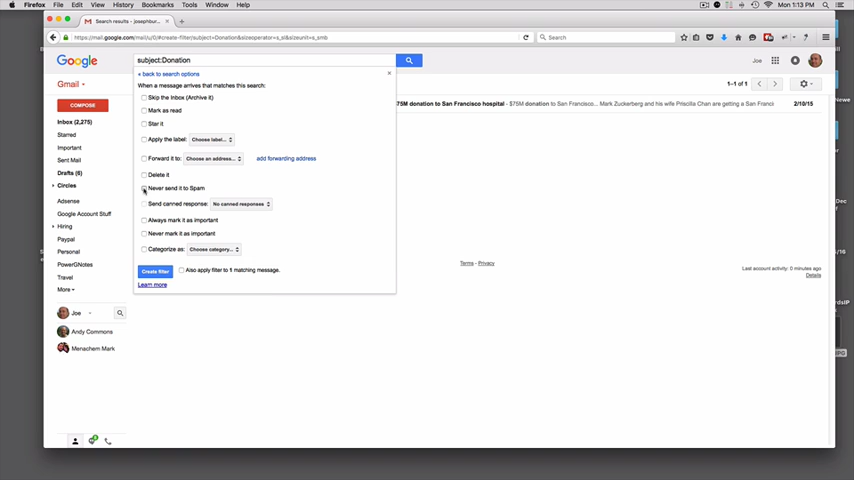 Firefox File Edit View History Bookmarks Tools Window Help
Mon 1:13 PM
Search results - josephbur...
https://mail.google.com/mail/u/0/#create-filter/subject=Donation&sizeoperator=s_sl&sizeunit=s_smb
Search
Google
subject:Donation
Joe
Gmail
« back to search options
When a message arrives that matches this search:
1–1 of 1
Skip the Inbox (Archive it)
COMPOSE
75M donation to San Francisco hospital - $75M donation to San Francisco... Mark Zuckerberg and his wife Priscilla Chan are getting a San Franci
2/10/15
Mark as read
Inbox (2,275)
Star it
Starred
Apply the label: Choose label...
Important
Forward it to: Choose an address... add forwarding address
Sent Mail
Drafts (6)
Delete it
Circles
Never send it to Spam
Adsense
Send canned response: No canned responses
Google Account Stuff
Always mark it as important
Hiring
Never mark it as important
Paypal
Categorize as: Choose category...
Personal
PowerGNotes
Create filter Also apply filter to 1 matching message.
Travel
Learn more
More
Terms - Privacy
Last account activity: 0 minutes ago
Details
Joe
Andy Commons
Menachem Mark